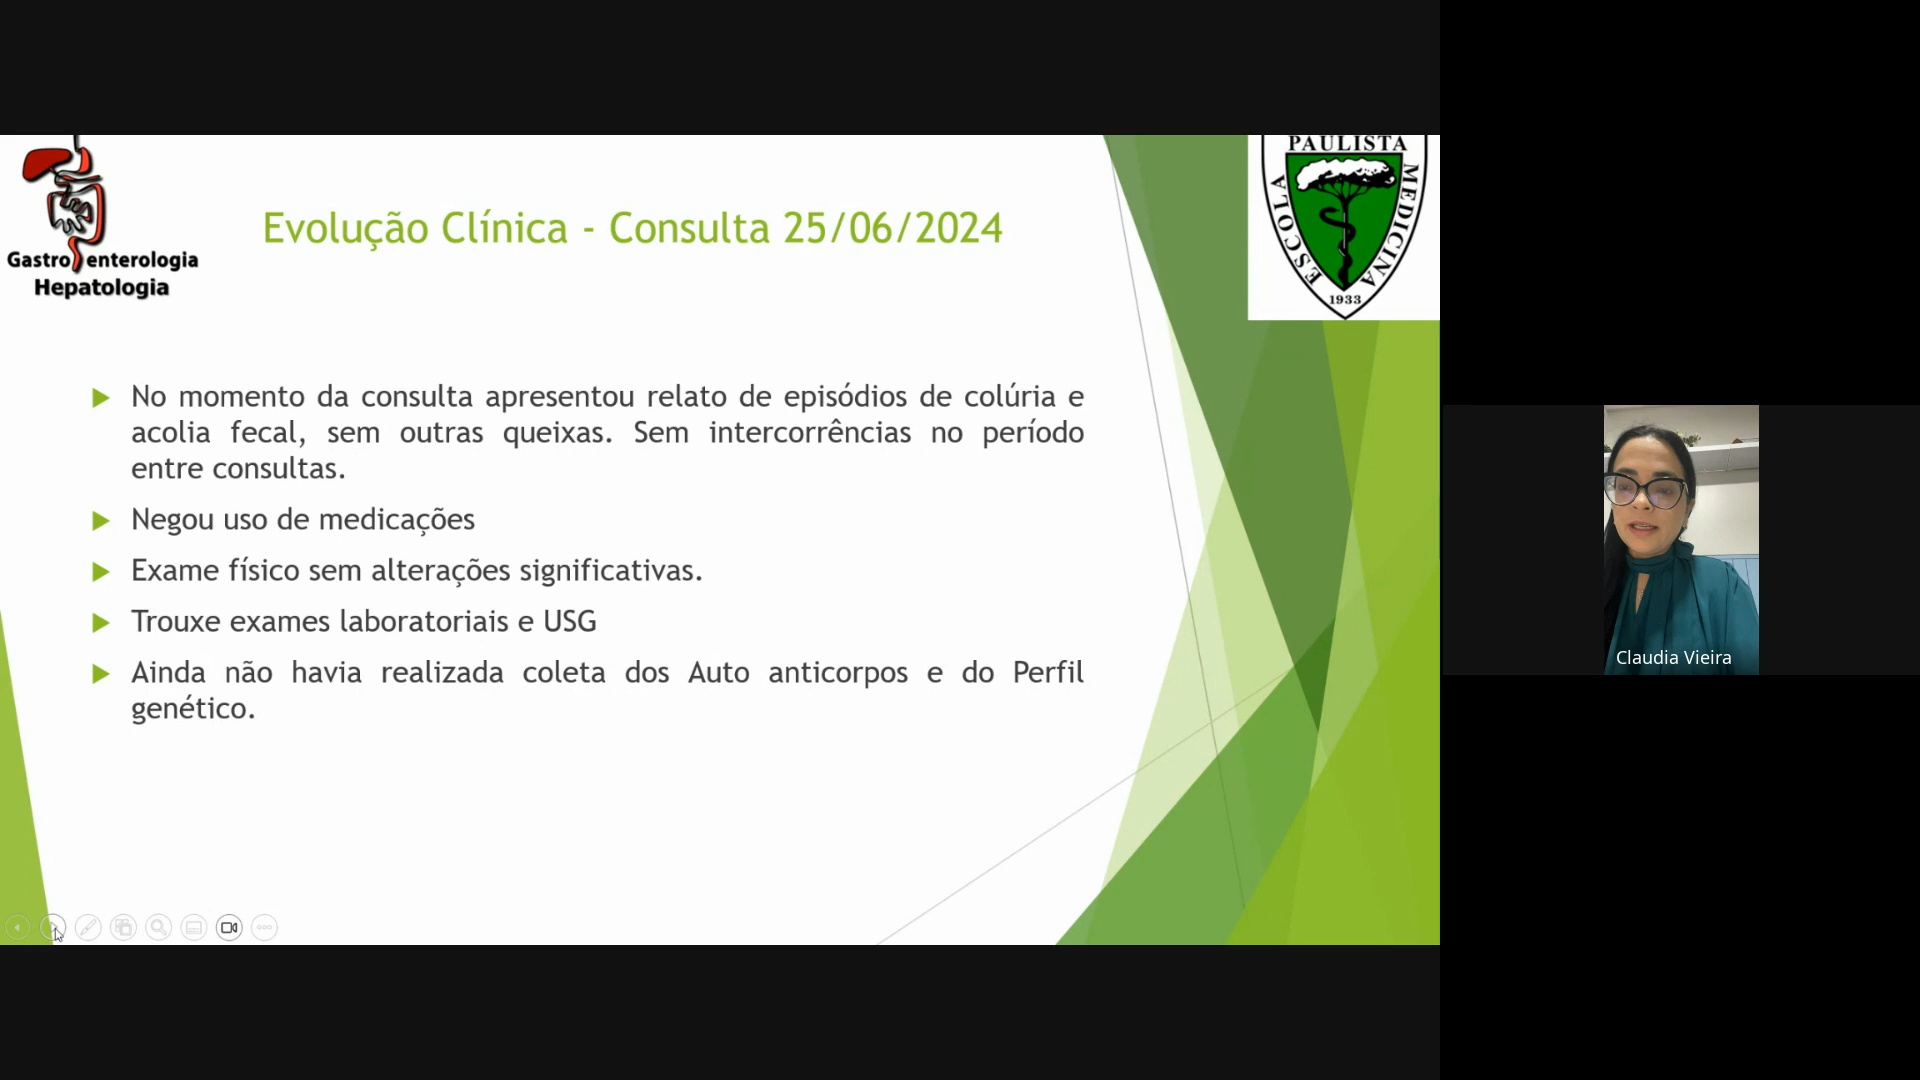 Gastroenterologia
Hepatologia
Evolução Clínica - Consulta 25/06/2024
ESCOLA PAULISTA MEDICINA
1933
No momento da consulta apresentou relato de episódios de colúria e
acolia fecal, sem outras queixas. Sem intercorrências no período
entre consultas.
Negou uso de medicações
Exame físico sem alterações significativas.
Trouxe exames laboratoriais e USG
Ainda não havia realizada coleta dos Auto anticorpos e do Perfil
genético.
Claudia Vieira